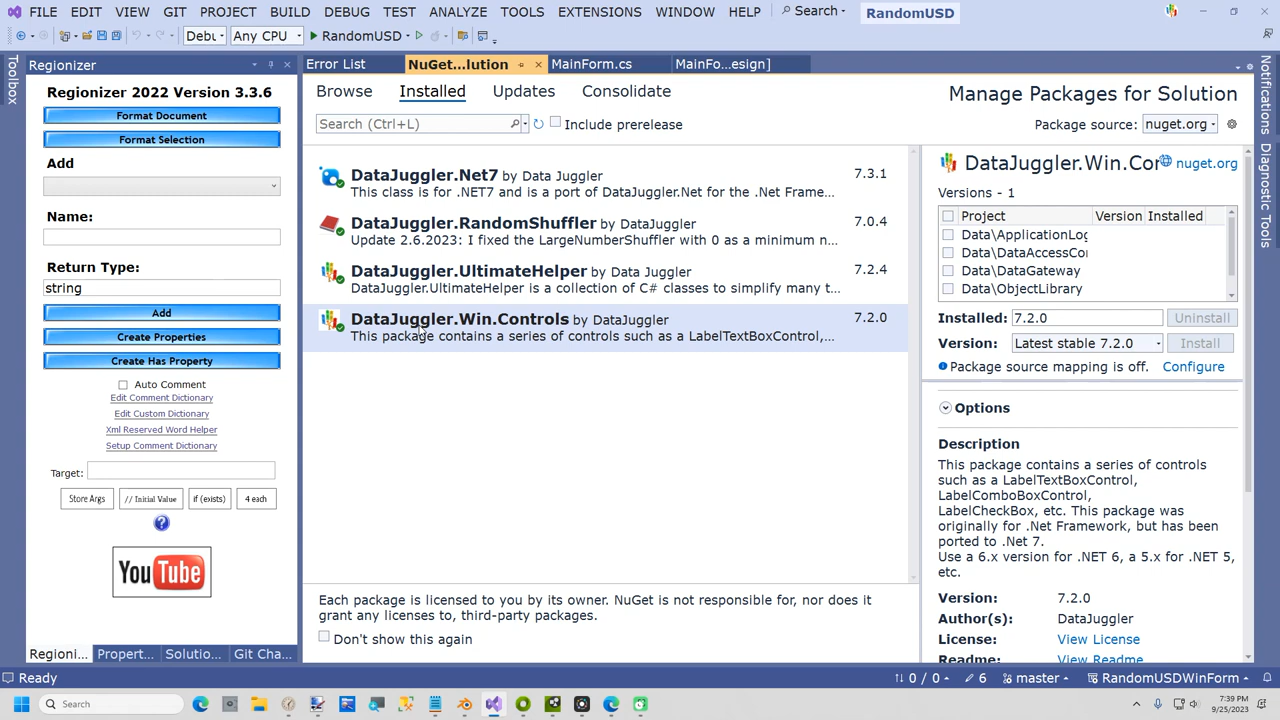 FILE EDIT VIEW GIT PROJECT BUILD DEBUG TEST ANALYZE TOOLS EXTENSIONS WINDOW HELP Search RandomUSD
Debu Any CPU RandomUSD
Toolbox
Regionizer
Regionizer 2022 Version 3.3.6
Format Document
Format Selection
Add
Name:
Return Type:
string
Add
Create Properties
Create Has Property
Auto Comment
Edit Comment Dictionary
Edit Custom Dictionary
Xml Reserved Word Helper
Setup Comment Dictionary
Target:
Store Args // Initial Value if (exists) 4 each
?
YouTube
Regioni... Propert... Solutio... Git Cha...
Error List NuGet...lution MainForm.cs MainFo...esign]
Browse Installed Updates Consolidate
Manage Packages for Solution
Search (Ctrl+L) Include prerelease
Package source: nuget.org
DataJuggler.Net7 by Data Juggler 7.3.1
This class is for .NET7 and is a port of DataJuggler.Net for the .Net Frame...
DataJuggler.RandomShuffler by DataJuggler 7.0.4
Update 2.6.2023: I fixed the LargeNumberShuffler with 0 as a minimum n...
DataJuggler.UltimateHelper by Data Juggler 7.2.4
DataJuggler.UltimateHelper is a collection of C# classes to simplify many t...
DataJuggler.Win.Controls by DataJuggler 7.2.0
This package contains a series of controls such as a LabelTextBoxControl,...
Each package is licensed to you by its owner. NuGet is not responsible for, nor does it
grant any licenses to, third-party packages.
Don't show this again
DataJuggler.Win.Cor nuget.org
Versions - 1
Project Version Installed
Data\ApplicationLog
Data\DataAccessCor
Data\DataGateway
Data\ObjectLibrary
Installed: 7.2.0 Uninstall
Version: Latest stable 7.2.0 Install
Package source mapping is off. Configure
Options
Description
This package contains a series of controls
such as a LabelTextBoxControl,
LabelComboBoxControl,
LabelCheckBox, etc. This package was
originally for .Net Framework, but has been
ported to .Net 7.
Use a 6.x version for .NET 6, a 5.x for .NET 5,
etc.
Version: 7.2.0
Author(s): DataJuggler
License: View License
Readme: View Readme
Notifications
Diagnostic Tools
Ready 0 / 0 6 master RandomUSDWinForm
Search
7:39 PM
9/25/2023